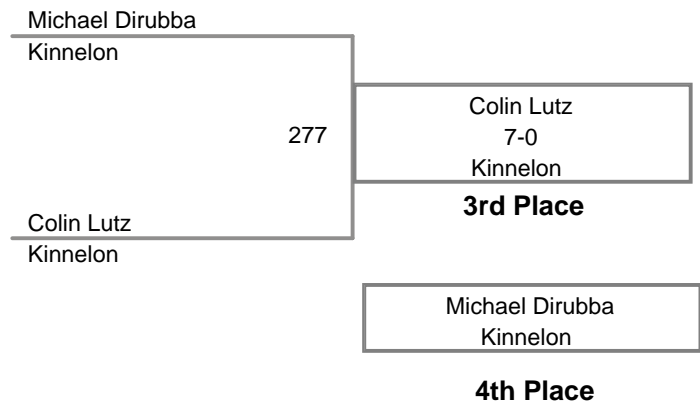 Michael Dirubba
Kinnelon
277
Colin Lutz
7-0
Kinnelon
3rd Place
Colin Lutz
Kinnelon
Michael Dirubba
Kinnelon
4th Place